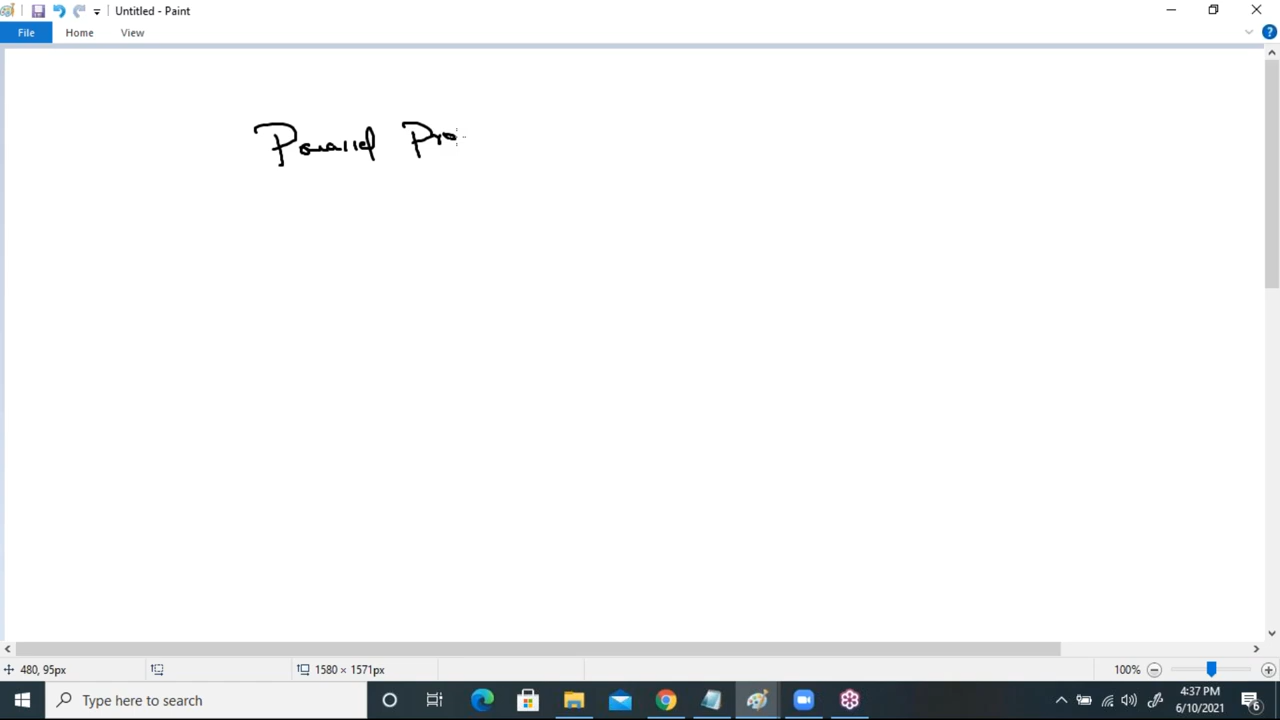 Untitled - Paint
File Home View
Parallel Pro
480, 95px 1580 × 1571px 100%
Type here to search 4:37 PM
6/10/2021 6